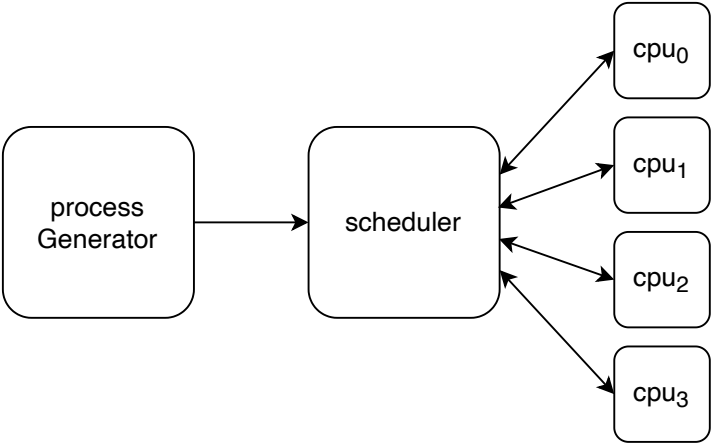 process
Generator
scheduler
cpu₀
cpu₁
cpu₂
cpu₃